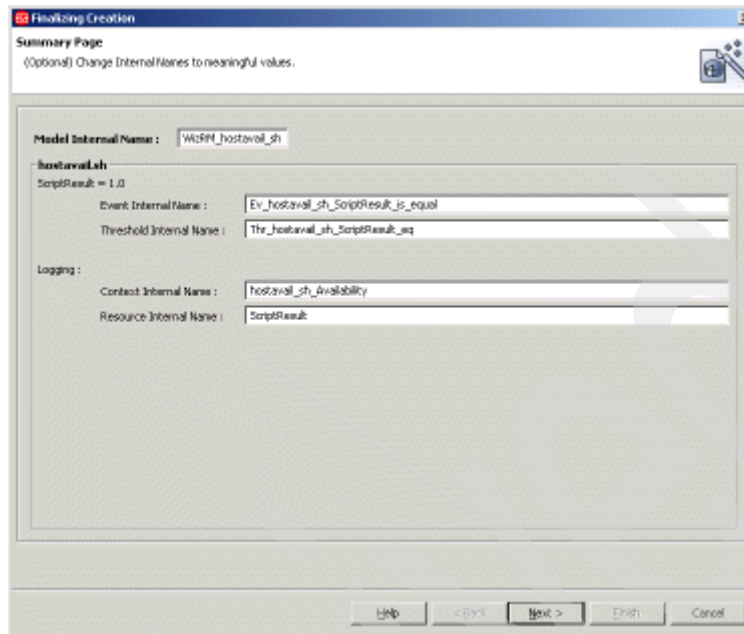 Finalizing Creation
Summary Page
(Optional) Change Internal Names to meaningful values.
Model Internal Name : WizRM_hostavail_sh
hostavail.sh
ScriptResult = 1.0
Event Internal Name : Ev_hostavail_sh_ScriptResult_is_equal
Threshold Internal Name : Thr_hostavail_sh_ScriptResult_eq
Logging :
Context Internal Name : hostavail_sh_Availability
Resource Internal Name : ScriptResult
Help < Back Next > Finish Cancel